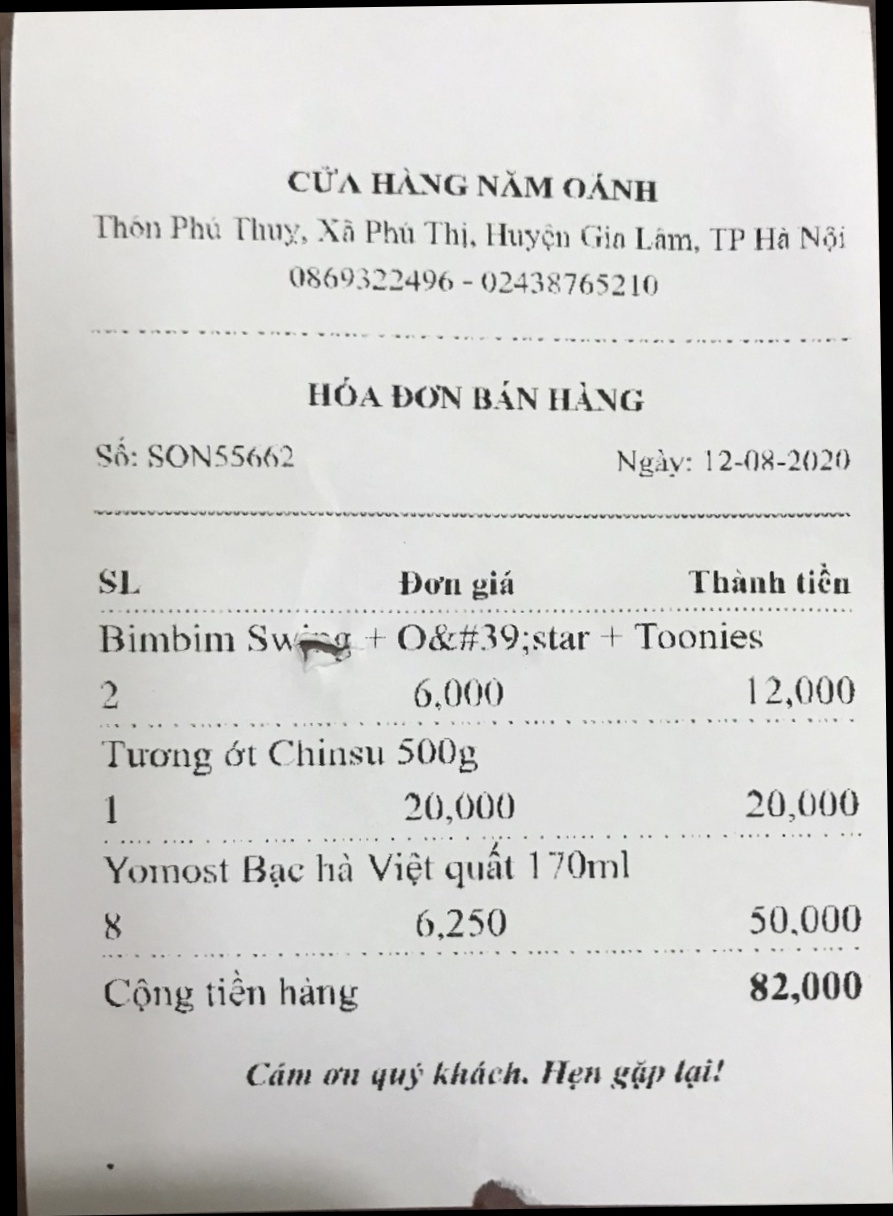 CỬA HÀNG NĂM OÁNH
Thôn Phú Thuỵ, Xã Phú Thị, Huyện Gia Lâm, TP Hà Nội
0869322496 - 02438765210
HÓA ĐƠN BÁN HÀNG
Số: SON55662 Ngày: 12-08-2020
SL Đơn giá Thành tiền
Bimbim Swing + O&#39;star + Toonies
2 6,000 12,000
Tương ớt Chinsu 500g
1 20,000 20,000
Yomost Bạc hà Việt quất 170ml
8 6,250 50,000
Cộng tiền hàng 82,000
Cám ơn quý khách. Hẹn gặp lại!